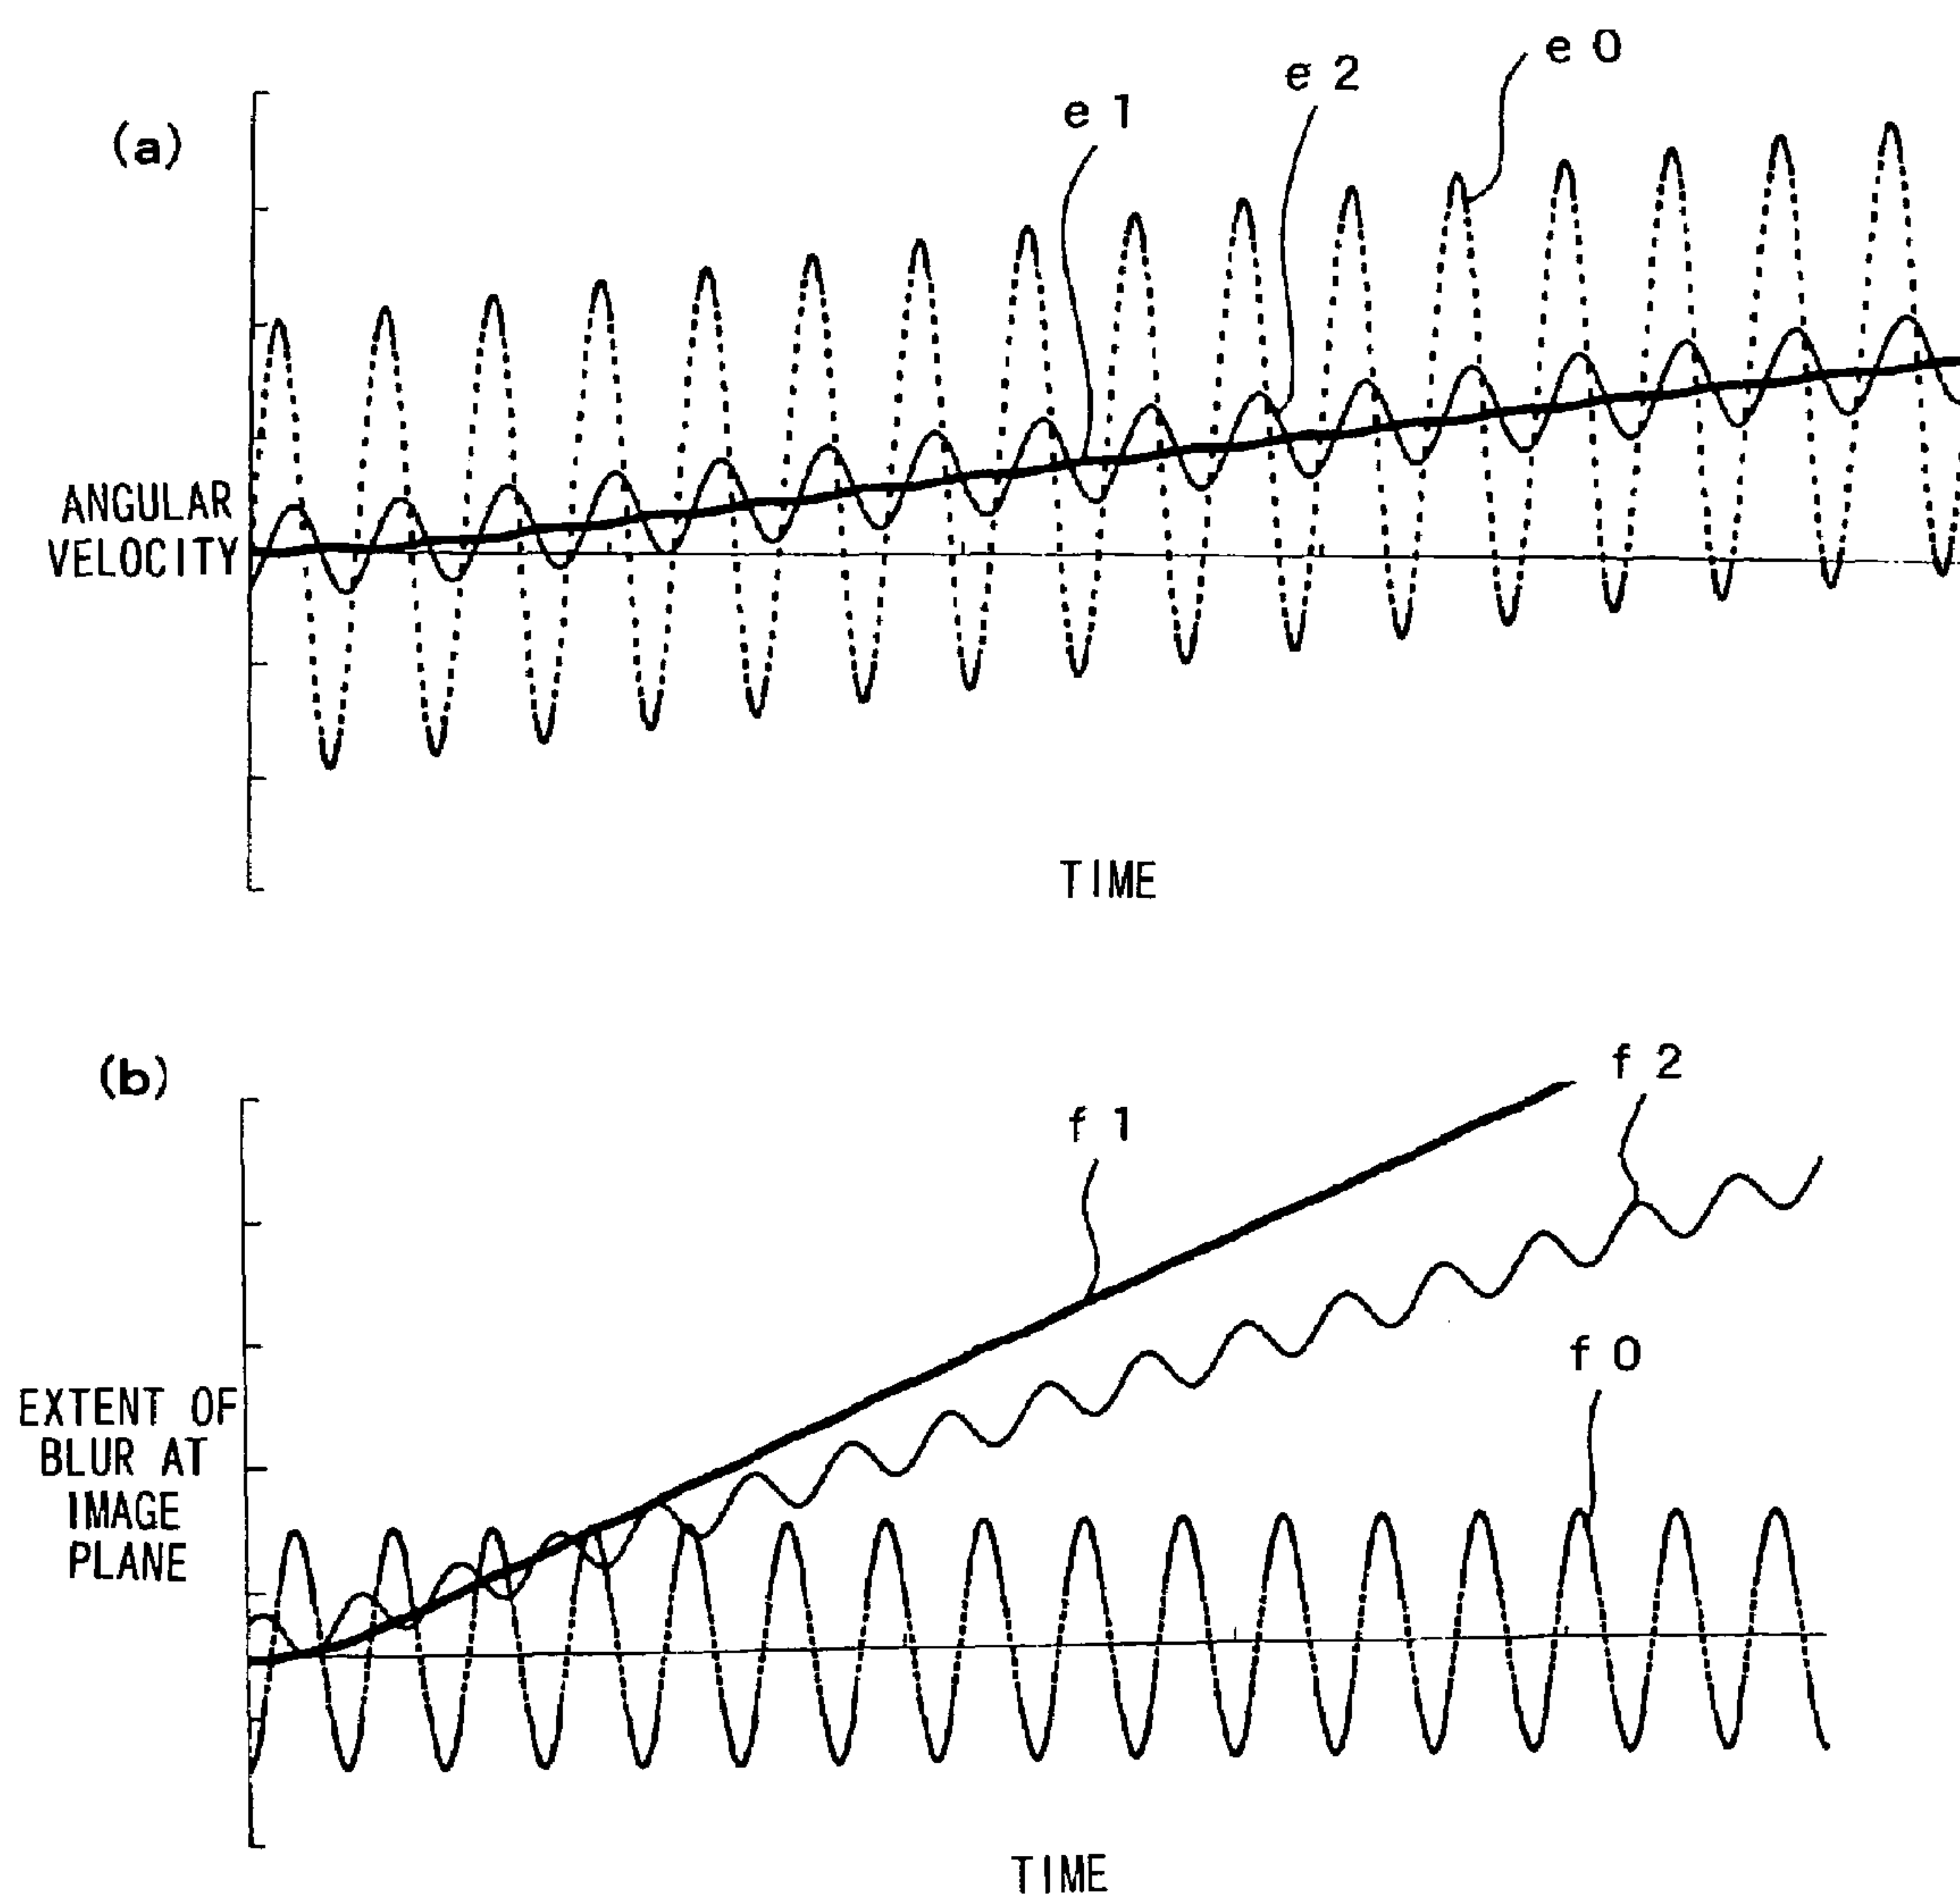 (a)
e 1
e 2
e 0
ANGULAR
VELOCITY
TIME
(b)
f 1
f 2
f 0
EXTENT OF
BLUR AT
IMAGE
PLANE
TIME